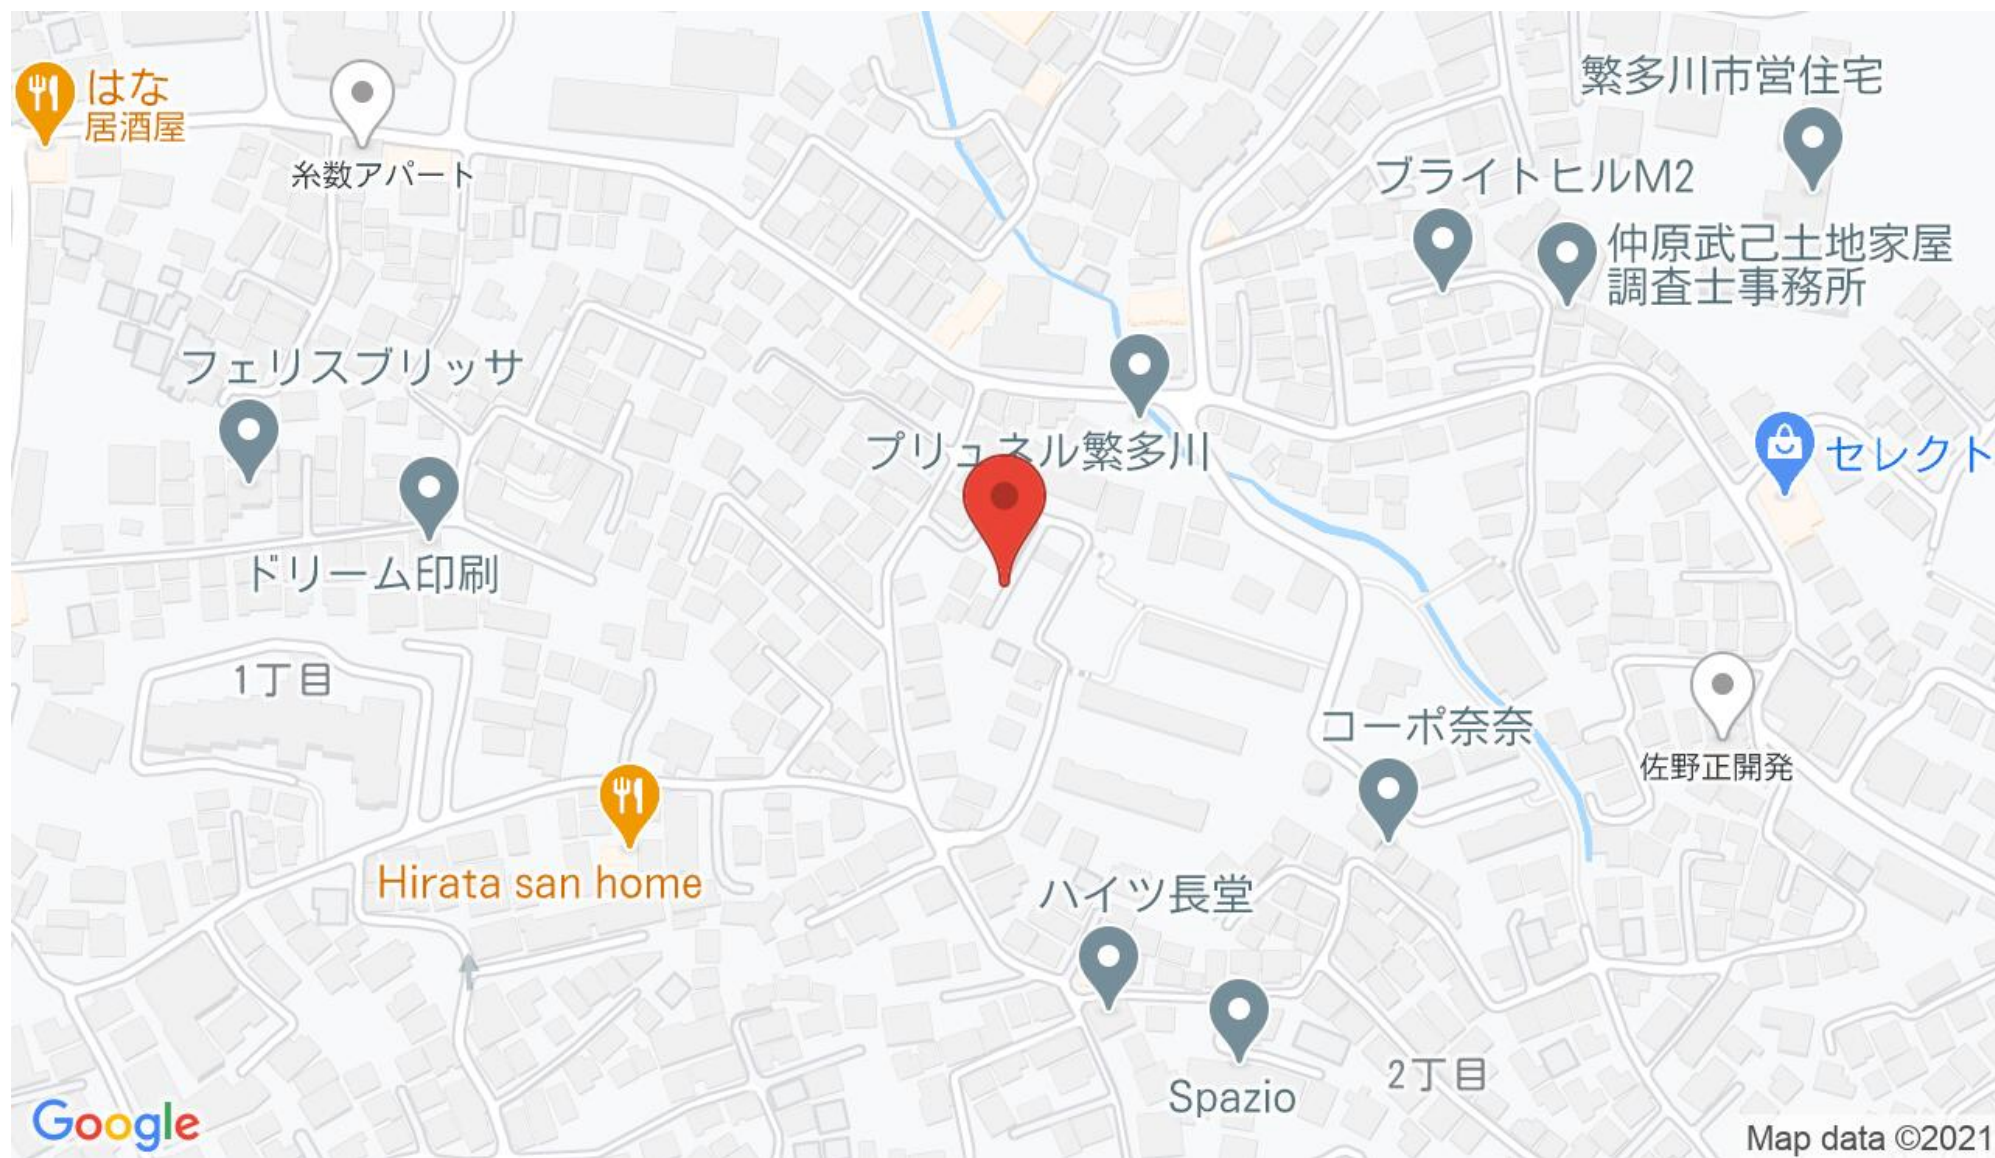 繁多川市営住宅
はな
居酒屋
糸数アパート
ブライトヒルM2
仲原武己土地家屋
調査士事務所
フェリスブリッサ
プリュネル繁多川
セレクト
ドリーム印刷
1丁目
コーポ奈奈
佐野正開発
Hirata san home
ハイツ長堂
2丁目
Spazio
Google
Map data ©2021